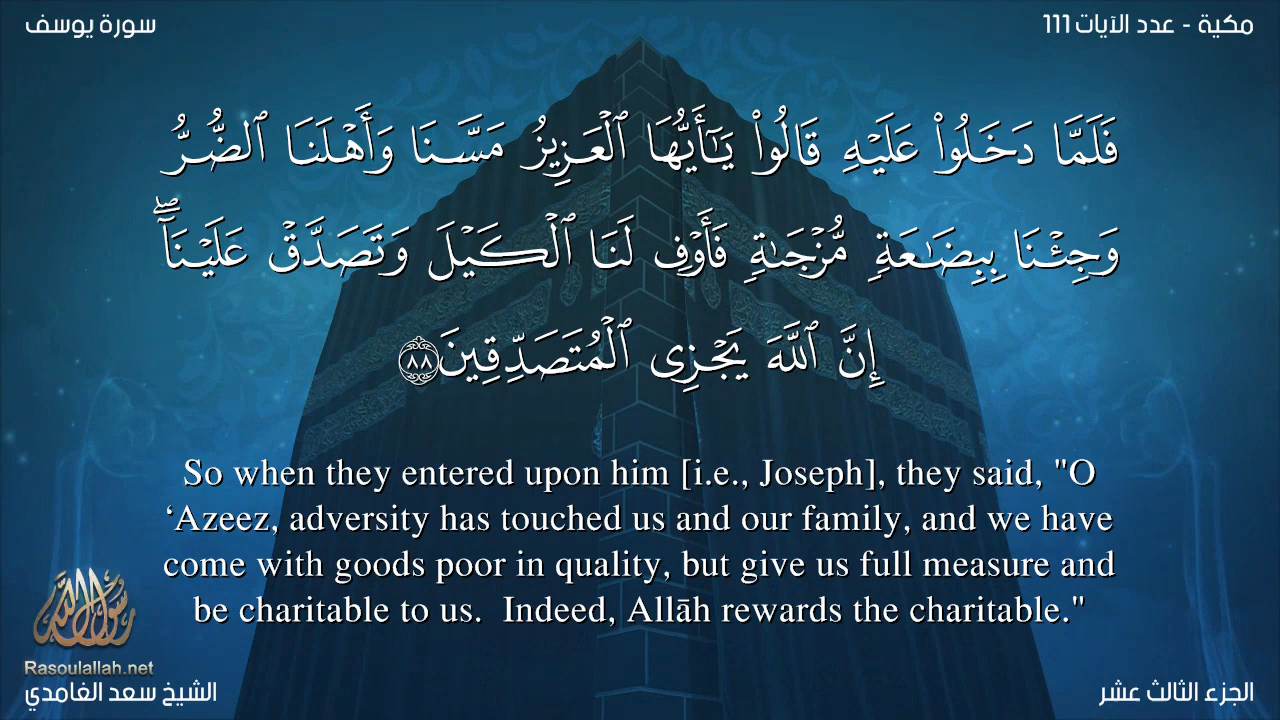 مكية - عدد الآيات 111
سورة يوسف
فَلَمَّا دَخَلُوا۟ عَلَيْهِ قَالُوا۟ يَـٰٓأَيُّهَا ٱلْعَزِيزُ مَسَّنَا وَأَهْلَنَا ٱلضُّرُّ
وَجِئْنَا بِبِضَـٰعَةٍ مُّزْجَىٰةٍ فَأَوْفِ لَنَا ٱلْكَيْلَ وَتَصَدَّقْ عَلَيْنَآ ۖ
إِنَّ ٱللَّهَ يَجْزِى ٱلْمُتَصَدِّقِينَ ٨٨
So when they entered upon him [i.e., Joseph], they said, "O
‘Azeez, adversity has touched us and our family, and we have
come with goods poor in quality, but give us full measure and
be charitable to us.  Indeed, Allāh rewards the charitable."
رسول الله
Rasoulallah.net
الجزء الثالث عشر
الشيخ سعد الغامدي